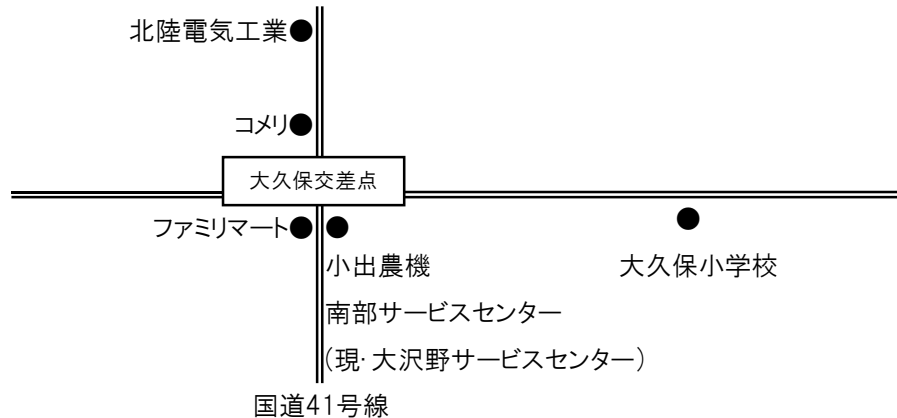 北陸電気工業
コメリ
大久保交差点
ファミリマート
小出農機
大久保小学校
南部サービスセンター
(現・大沢野サービスセンター)
国道41号線